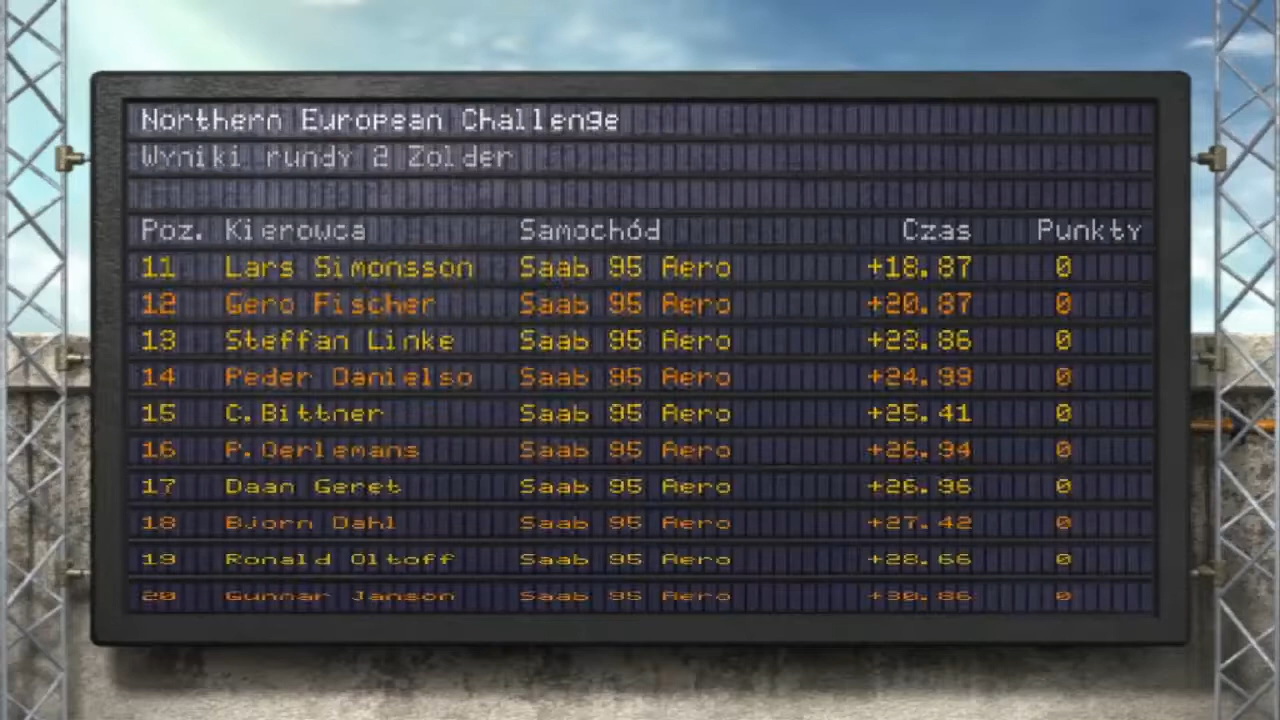 Northern European Challenge
Wyniki rundy 2 Zolder
Poz. Kierowca Samochód Czas Punkty
11 Lars Simonsson Saab 95 Aero +18.87 0
12 Gero Fischer Saab 95 Aero +20.87 0
13 Steffan Linke Saab 95 Aero +23.86 0
14 Peder Danielso Saab 95 Aero +24.99 0
15 C.Bittner Saab 95 Aero +25.41 0
16 P.Oerlemans Saab 95 Aero +26.94 0
17 Daan Geret Saab 95 Aero +26.96 0
18 Bjorn Dahl Saab 95 Aero +27.42 0
19 Ronald Oltoff Saab 95 Aero +28.66 0
20 Gunnar Janson Saab 95 Aero +30.86 0